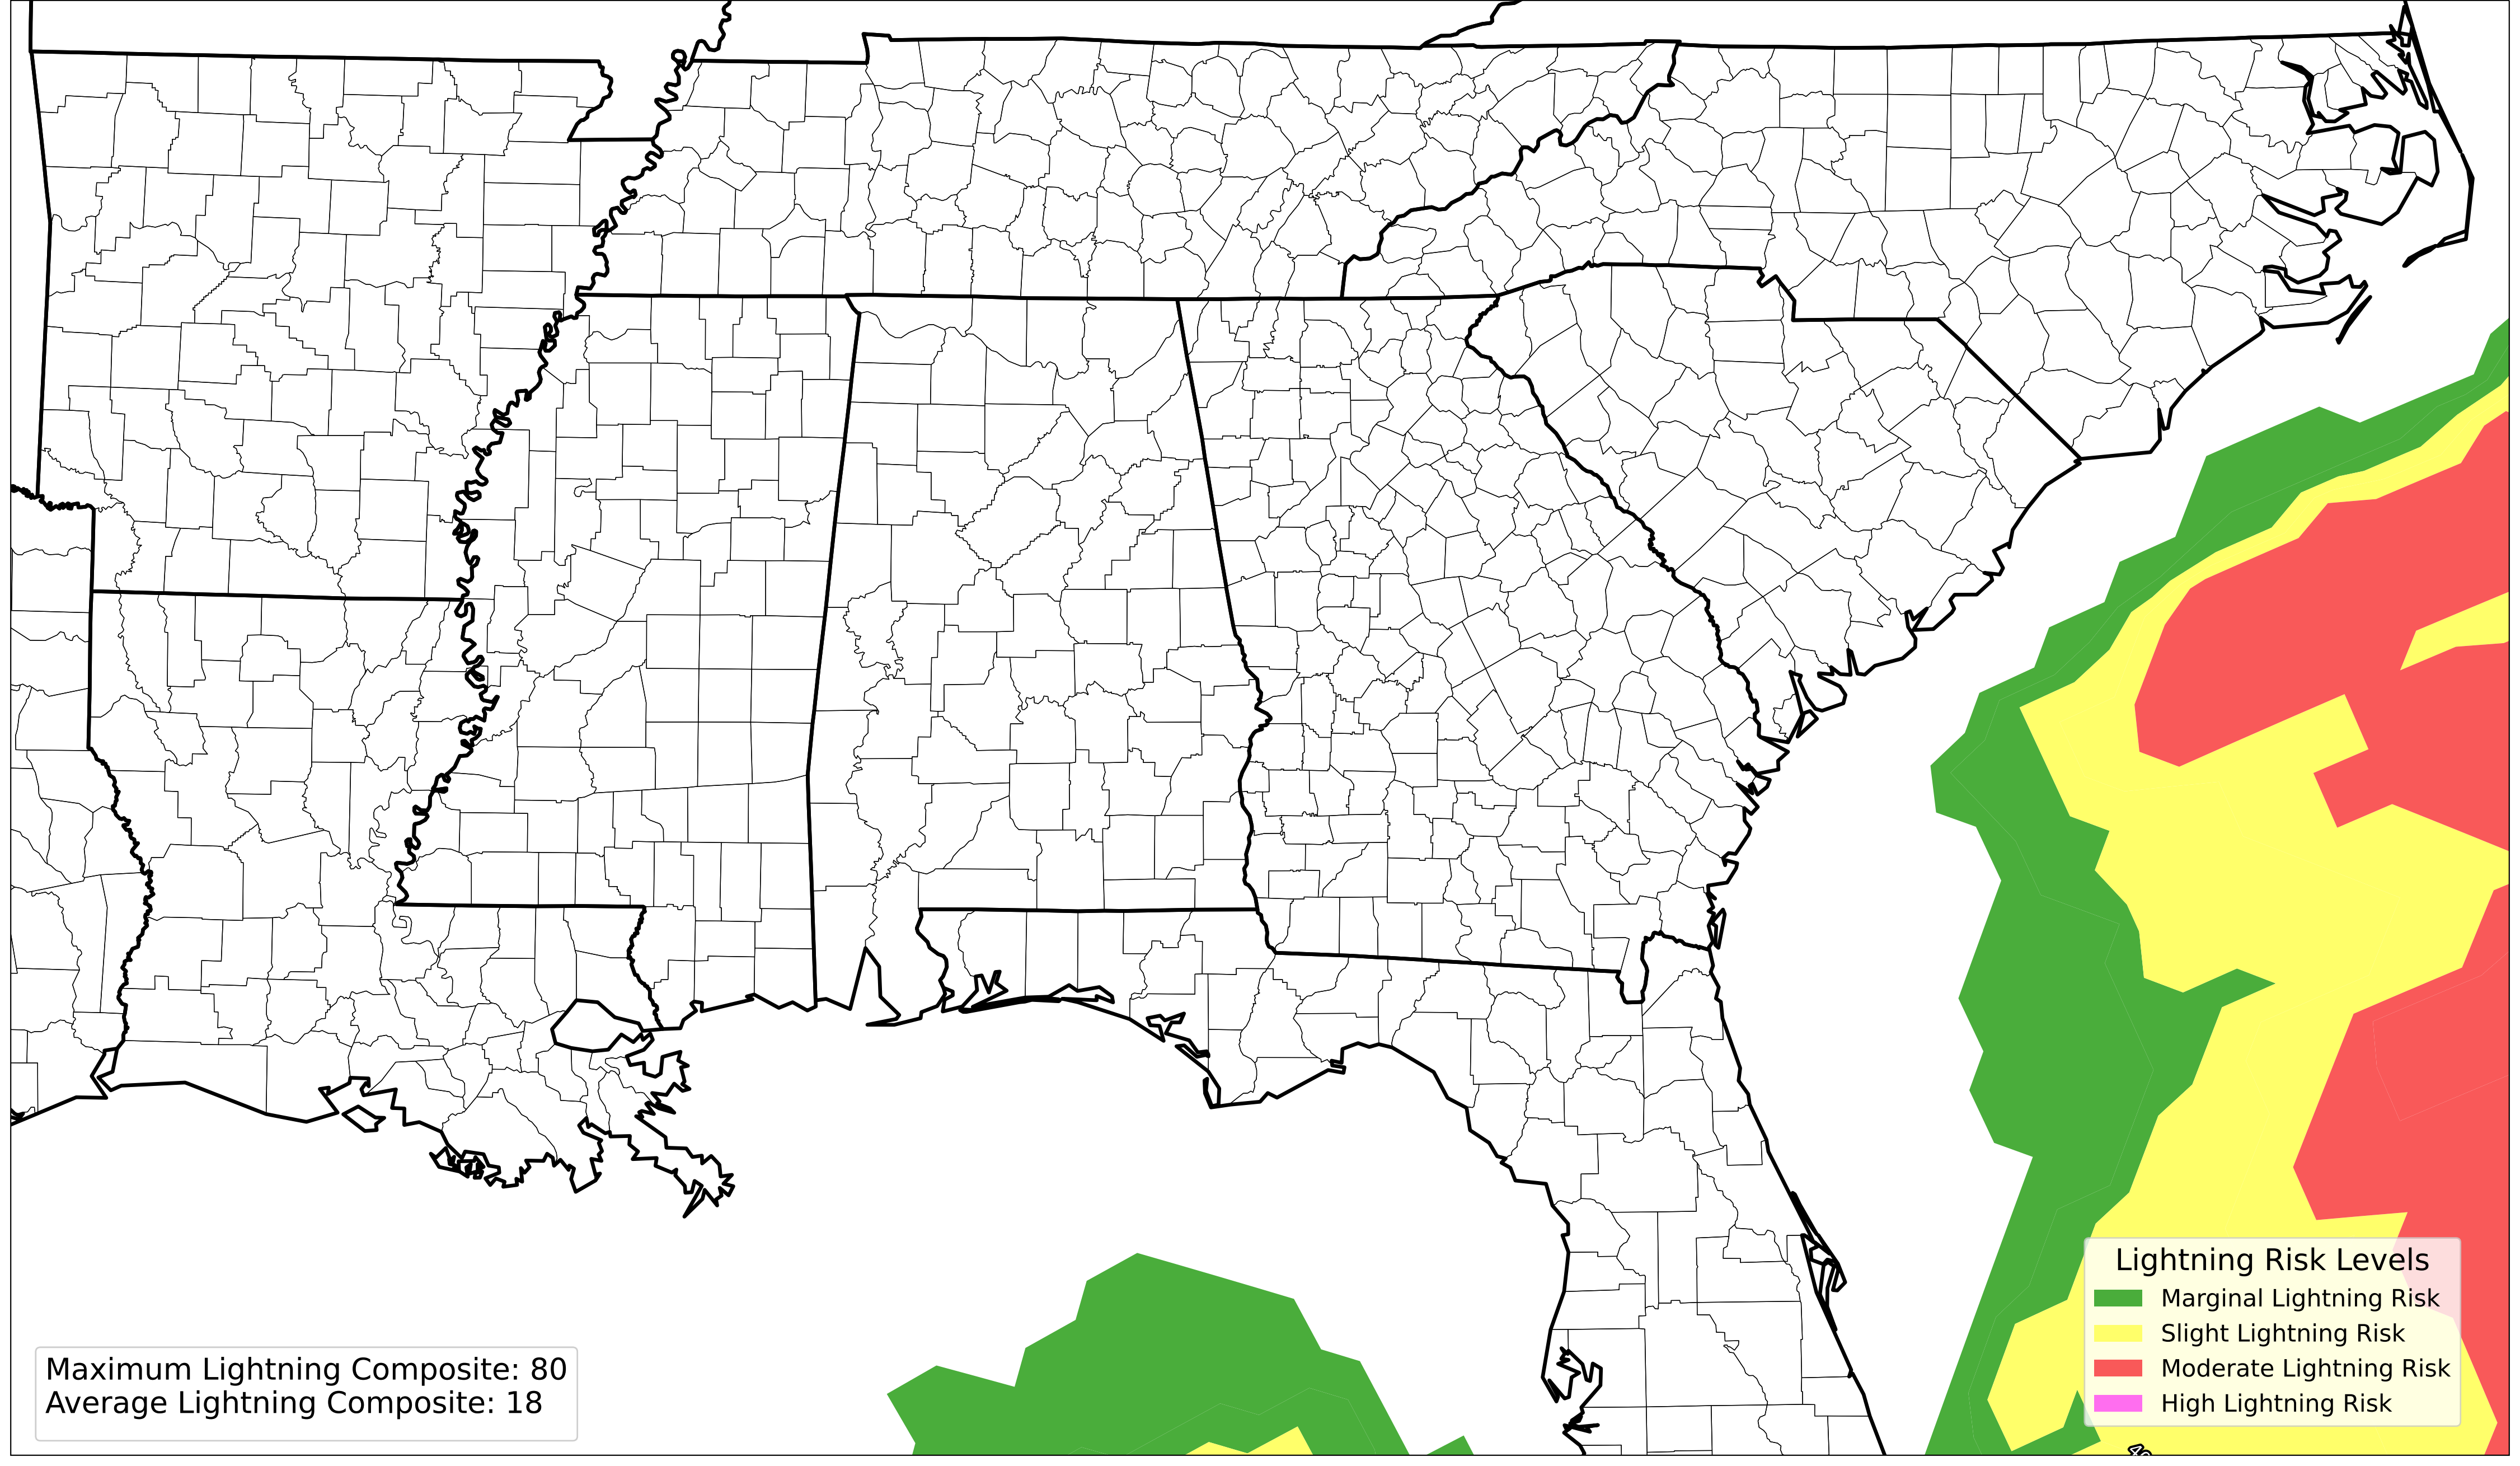 Lightning Risk Levels
Marginal Lightning Risk
Slight Lightning Risk
Moderate Lightning Risk
High Lightning Risk
Maximum Lightning Composite: 80
Average Lightning Composite: 18